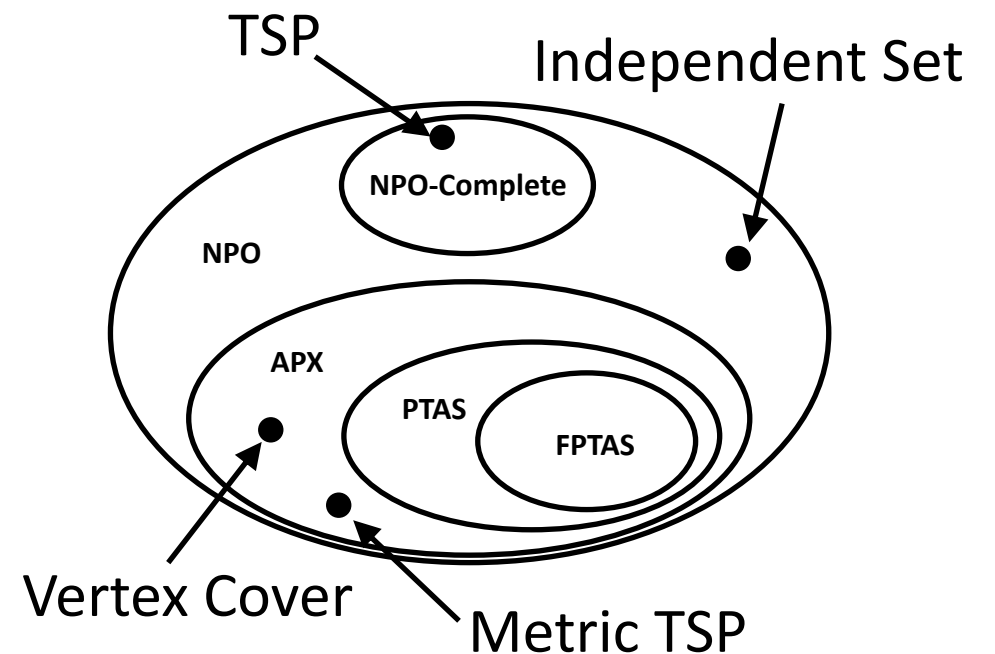 TSP
Independent Set
NPO-Complete
NPO
APX
PTAS
FPTAS
Vertex Cover
Metric TSP